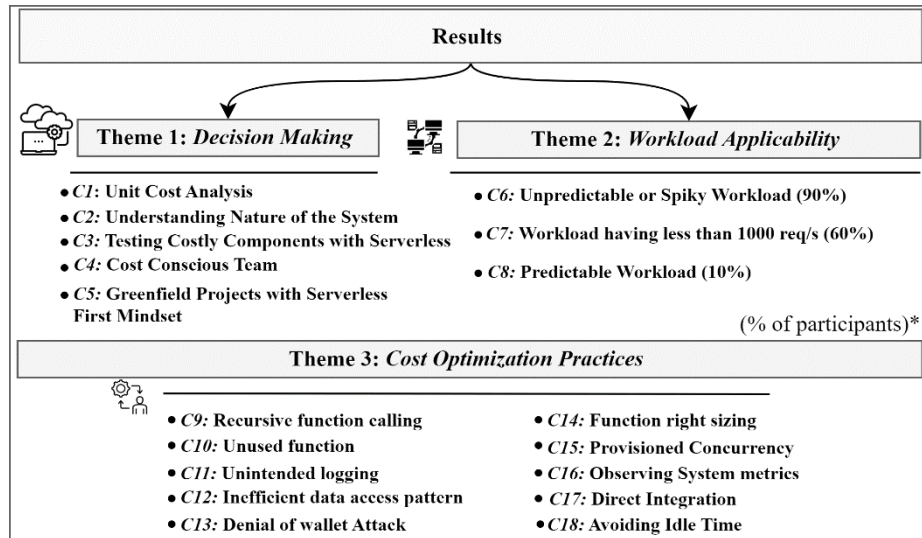 Results
Theme 1: Decision Making
C1: Unit Cost Analysis
C2: Understanding Nature of the System
C3: Testing Costly Components with Serverless
C4: Cost Conscious Team
C5: Greenfield Projects with Serverless
First Mindset
Theme 2: Workload Applicability
C6: Unpredictable or Spiky Workload (90%)
C7: Workload having less than 1000 req/s (60%)
C8: Predictable Workload (10%)
(% of participants)*
Theme 3: Cost Optimization Practices
C9: Recursive function calling
C10: Unused function
C11: Unintended logging
C12: Inefficient data access pattern
C13: Denial of wallet Attack
C14: Function right sizing
C15: Provisioned Concurrency
C16: Observing System metrics
C17: Direct Integration
C18: Avoiding Idle Time